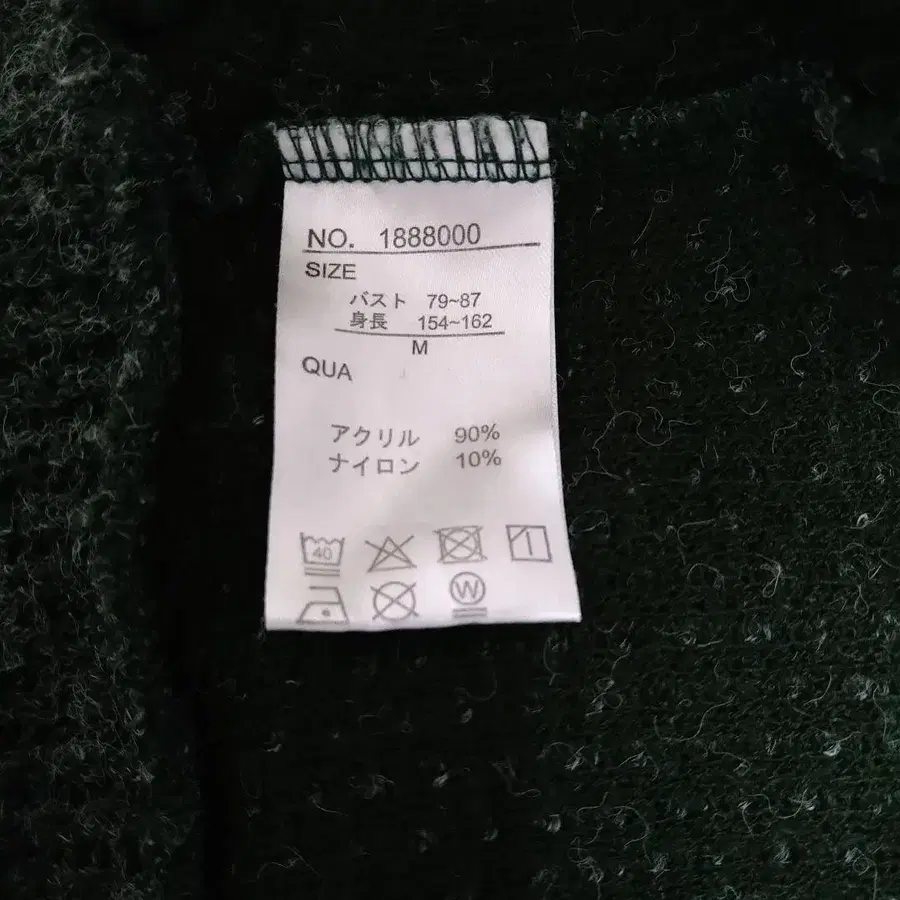 NO. 1888000
SIZE
バスト 79~87
身長 154~162
M
QUA
アクリル 90%
ナイロン 10%
40
W